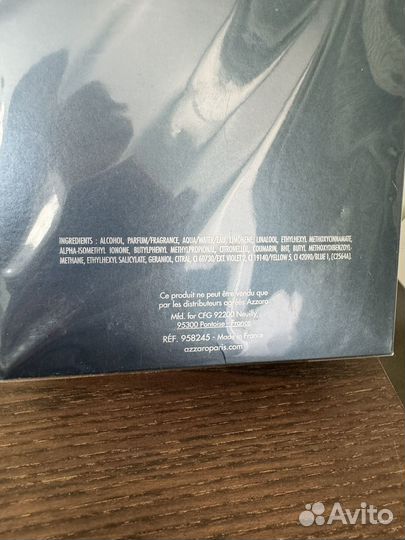 INGREDIENTS : ALCOHOL, PARFUM/FRAGRANCE, AQUA/WATER/EAU, LIMONENE, LINALOOL, ETHYLHEXYL METHOXYCINNAMATE,
ALPHA-ISOMETHYL IONONE, BUTYLPHENYL METHYLPROPIONAL, CITRONELLOL, COUMARIN, BHT, BUTYL METHOXYDIBENZOYL-
METHANE, ETHYLHEXYL SALICYLATE, GERANIOL, CITRAL, CI 60730/EXT. VIOLET 2, CI 19140/YELLOW 5, CI 42090/BLUE 1, (C2564A).
Ce produit ne peut être vendu que
par les distributeurs agréés Azzaro
Mfd. for CFG 92200 Neuilly,
95300 Pontoise - France
RÉF. 958245 - Made in France
azzaroparis.com
Avito